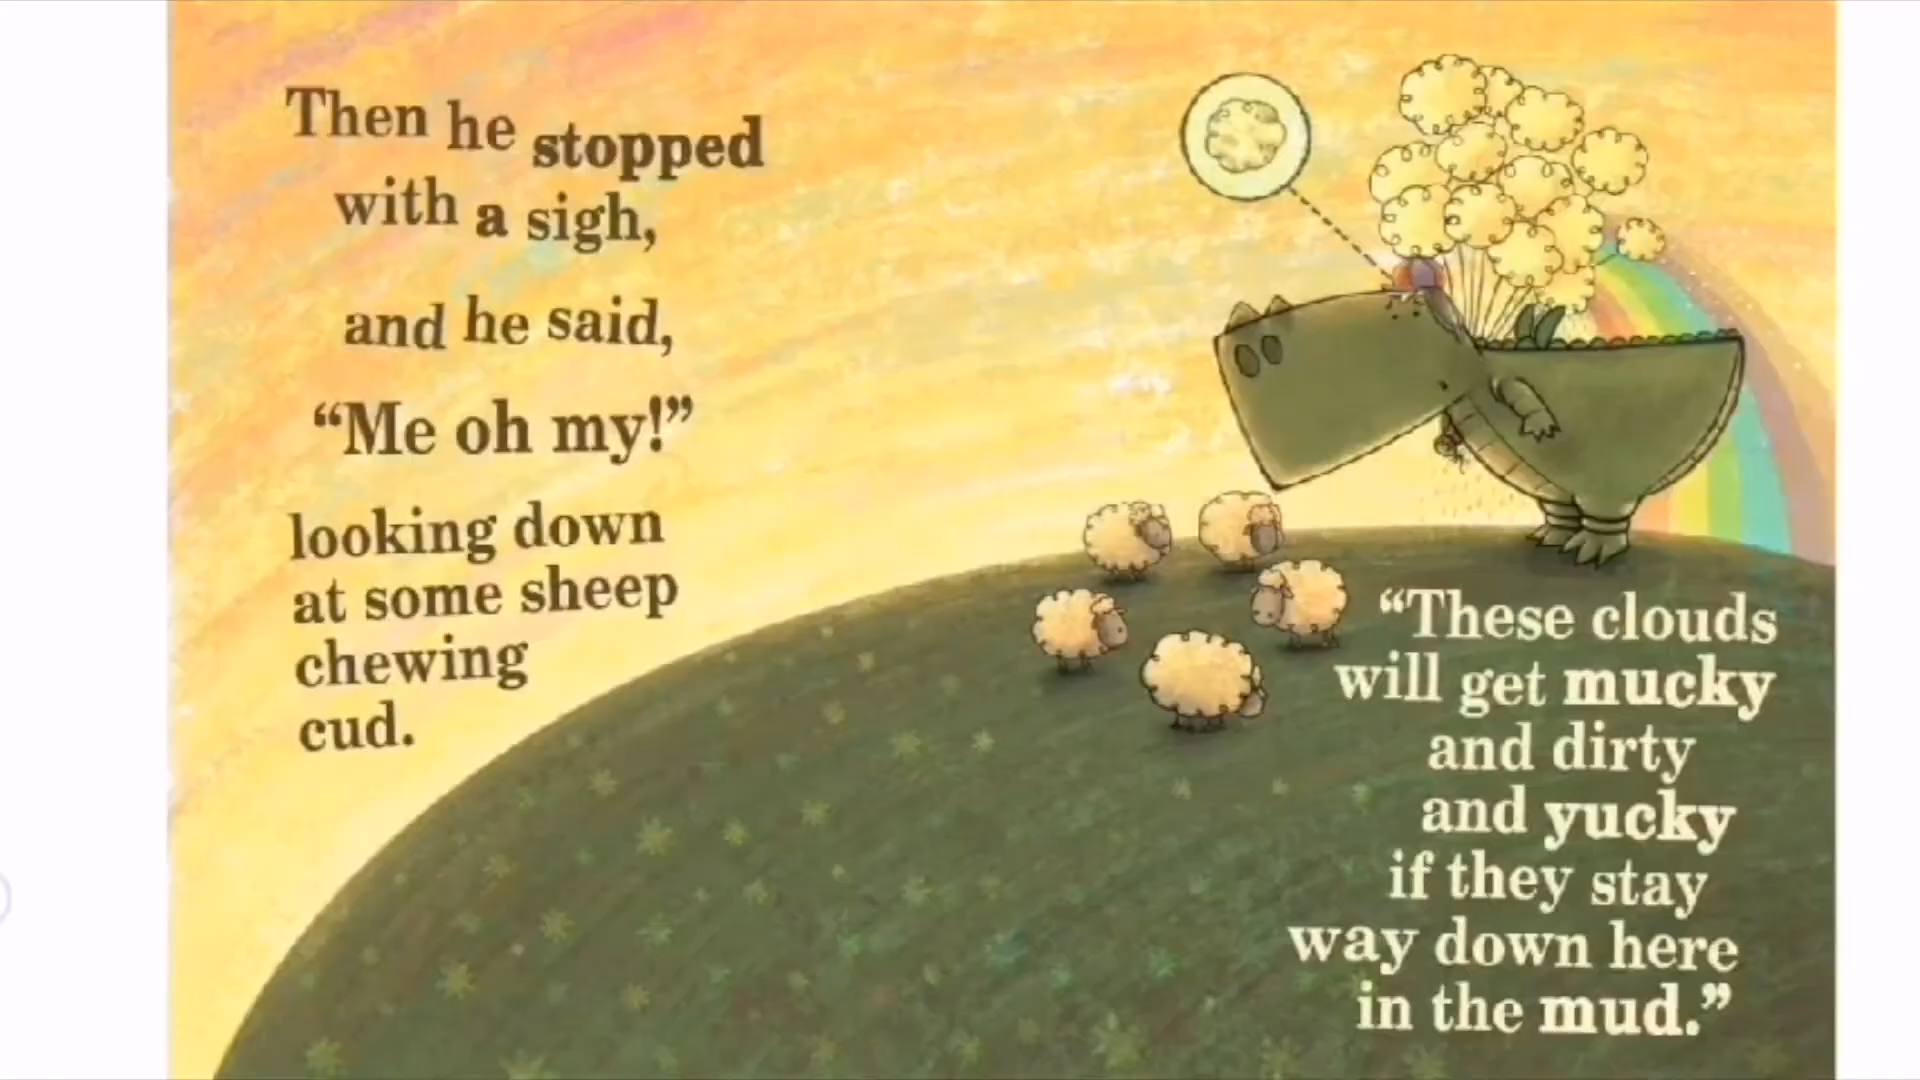 Then he stopped
with a sigh,
and he said,
“Me oh my!”
looking down
at some sheep
chewing
cud.
“These clouds
will get mucky
and dirty
and yucky
if they stay
way down here
in the mud.”